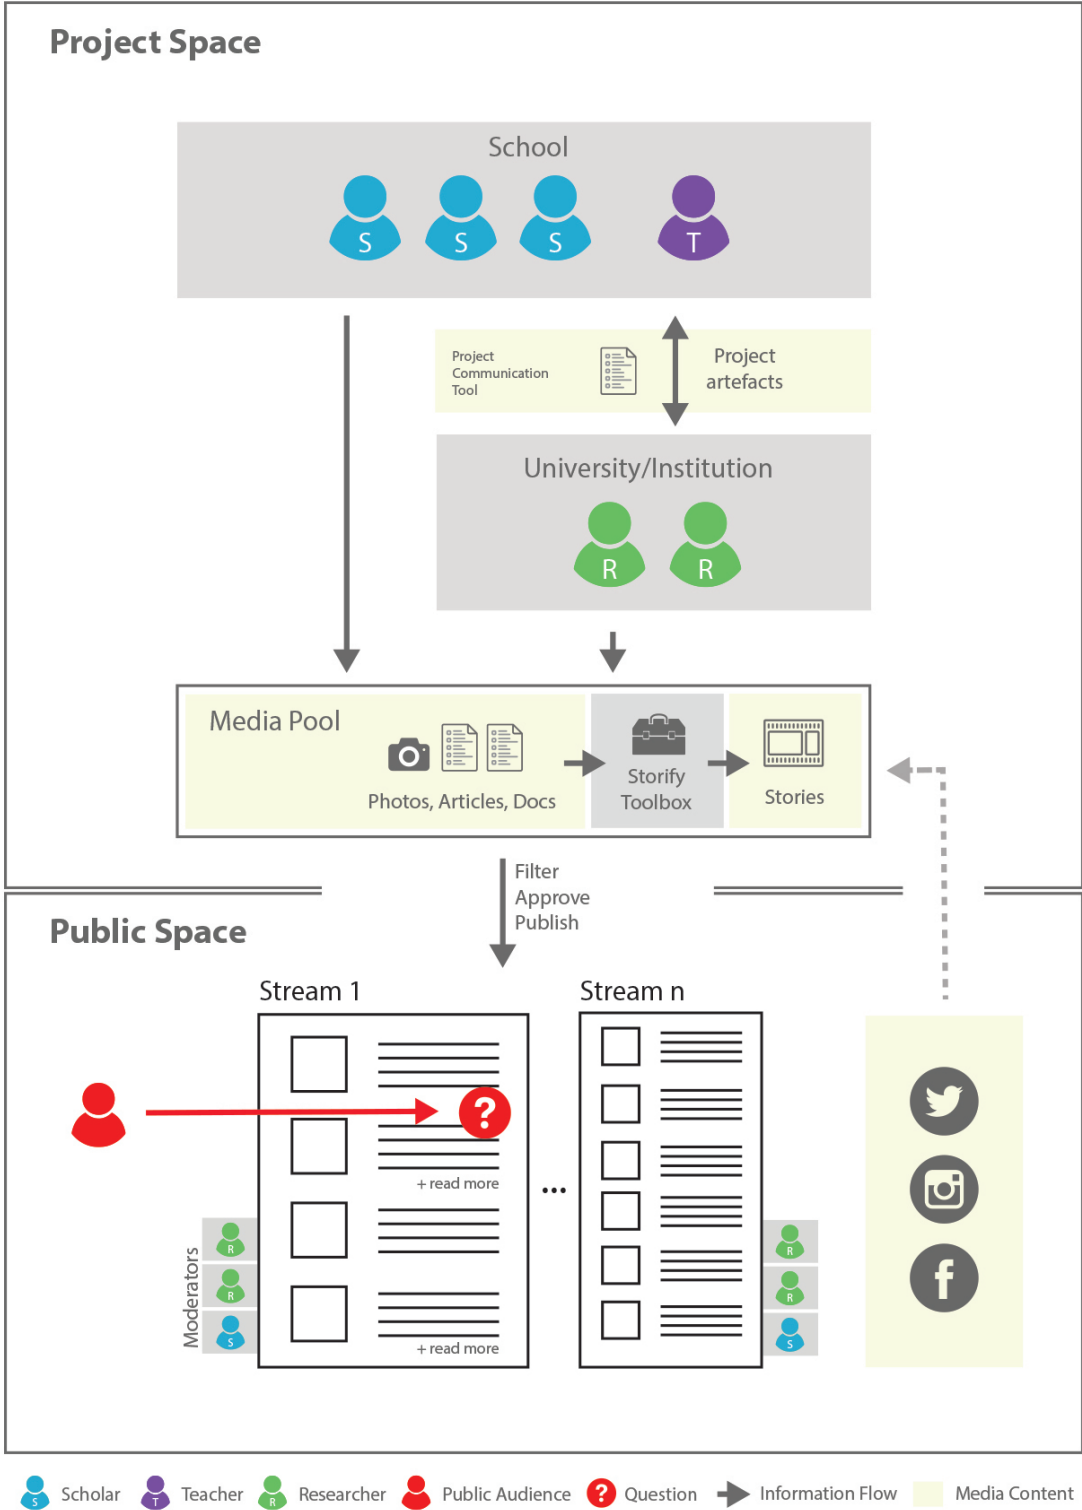 Project Space
School
S S S T
Project
Communication
Tool
Project
artefacts
University/Institution
R R
Media Pool
Photos, Articles, Docs
Storify
Toolbox
Stories
Filter
Approve
Publish
Public Space
Stream 1
Stream n
?
+ read more
...
Moderators
R
R
S
+ read more
R
R
S
f
S Scholar T Teacher R Researcher Public Audience ? Question Information Flow Media Content